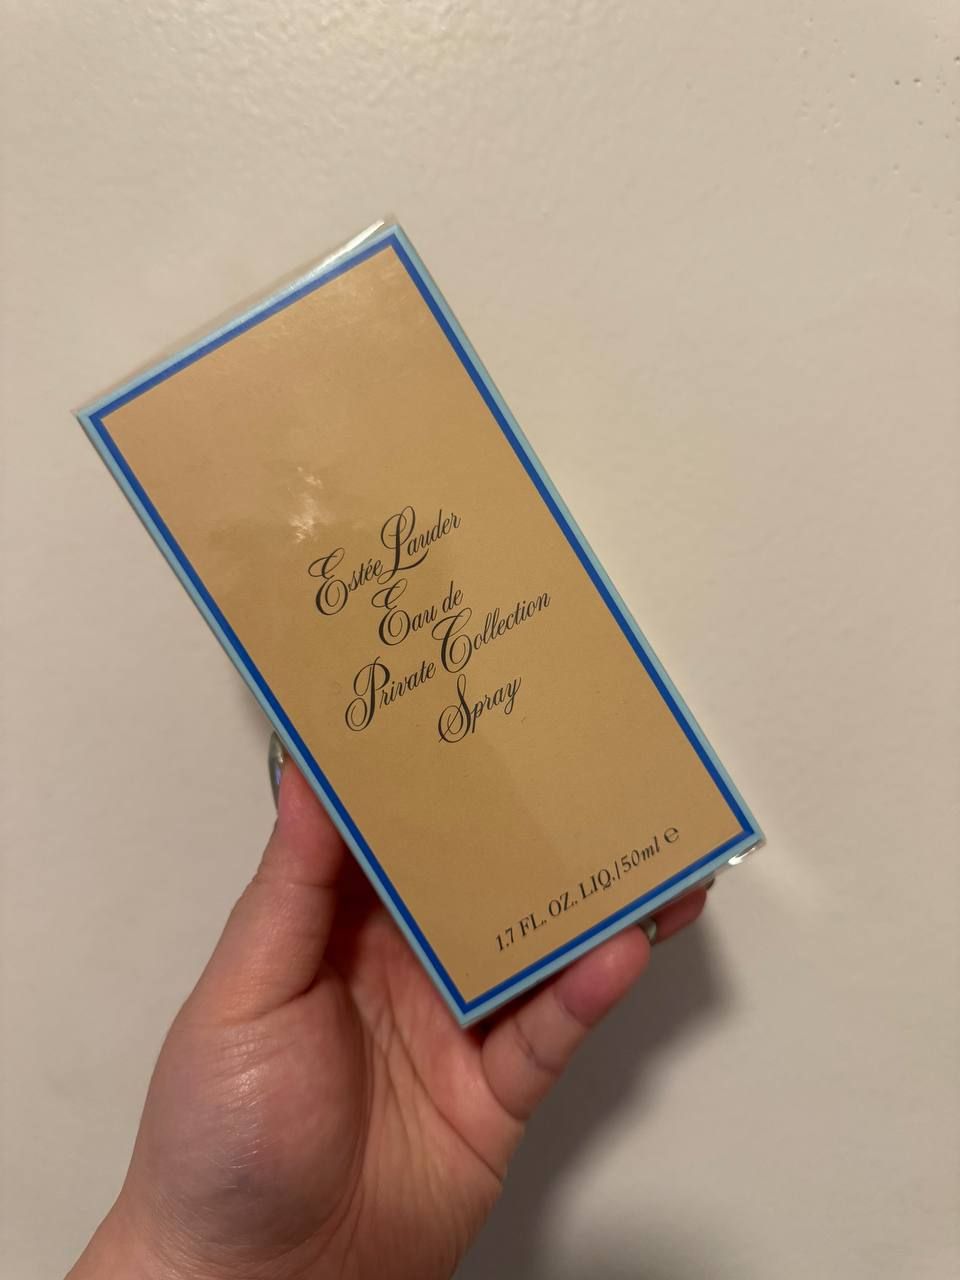 Estée Lauder
Eau de
Private Collection
Spray
1.7 FL. OZ. LIQ./50ml ℮